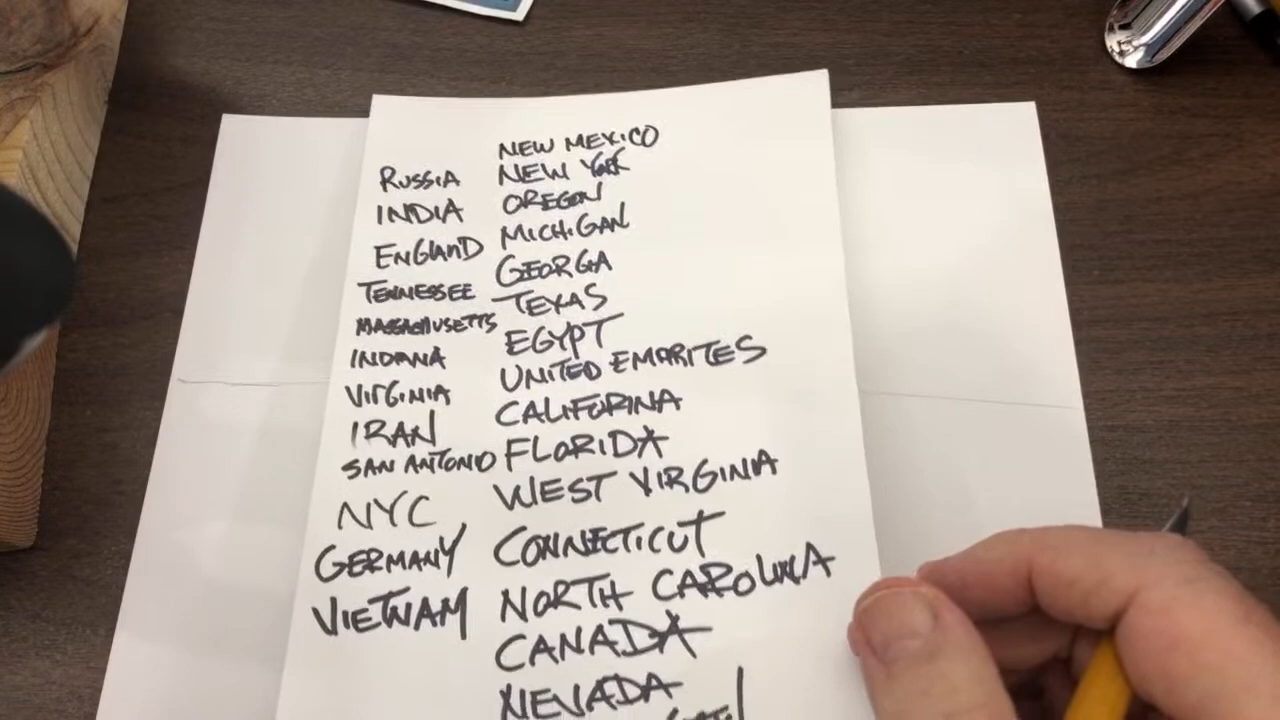 RUSSIA
INDIA
ENGLAND
TENNESSEE
MASSACHUSETTS
INDIANA
VIRGINIA
IRAN
SAN ANTONIO
NYC
GERMANY
VIETNAM
NEW MEXICO
NEW YORK
OREGON
MICHIGAN
GEORGA
TEXAS
EGYPT
UNITED EMARITES
CALIFORINA
FLORIDA
WEST VIRGINIA
CONNECTICUT
NORTH CAROLINA
CANADA
NEVADA